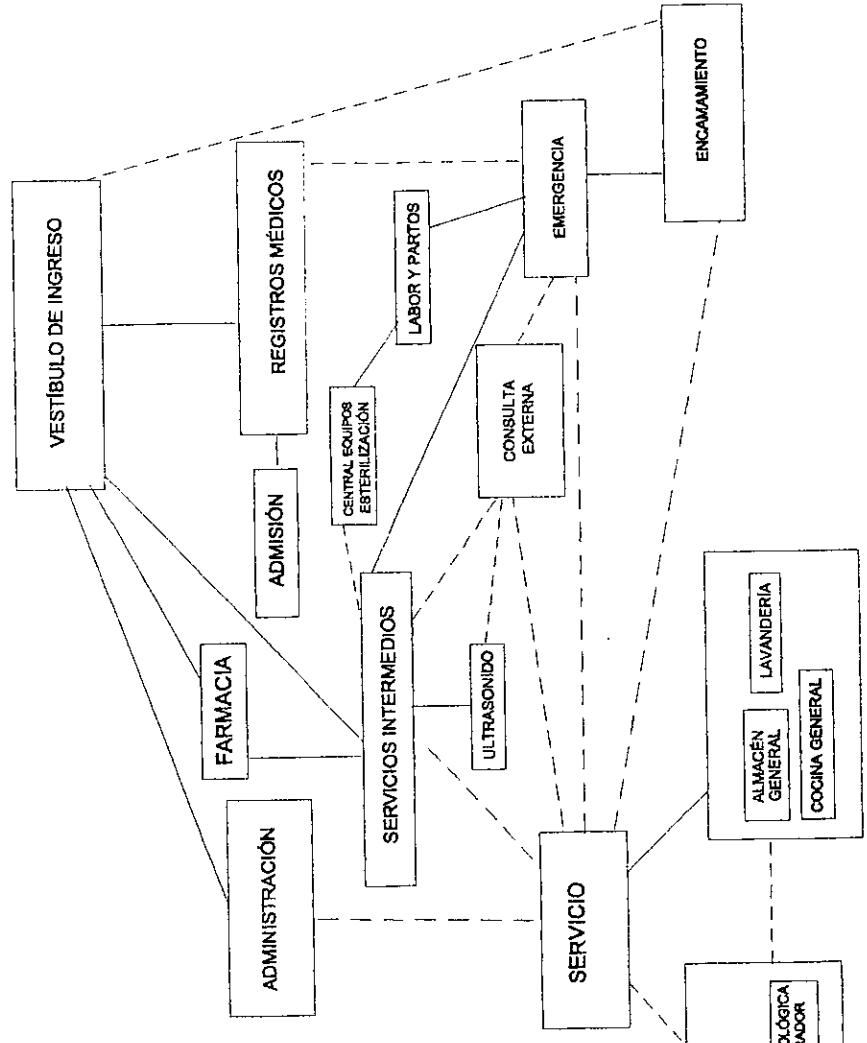 VESTÍBULO DE INGRESO
ADMINISTRACIÓN
FARMACIA
ADMISIÓN
REGISTROS MÉDICOS
SERVICIOS INTERMEDIOS
CENTRAL EQUIPOS
ESTERILIZACIÓN
LABOR Y PARTOS
ULTRASONIDO
CONSULTA
EXTERNA
EMERGENCIA
SERVICIO
ENCAMAMIENTO
ALMACÉN
GENERAL
LAVANDERÍA
COCINA GENERAL